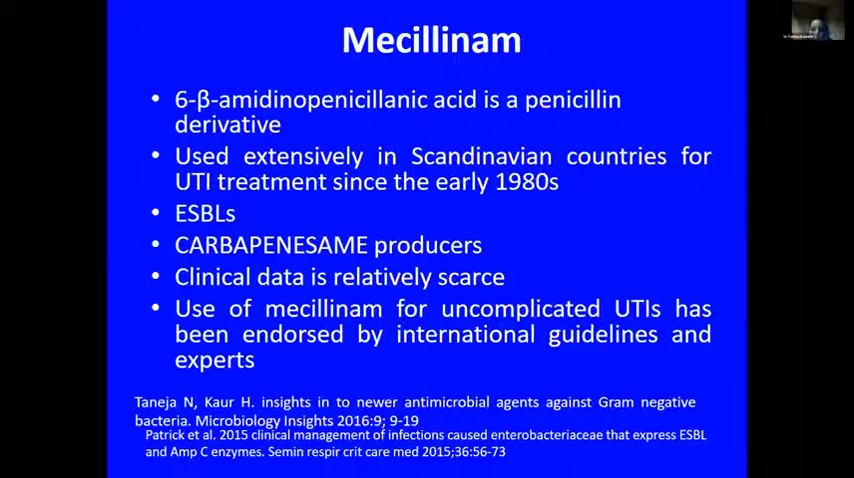 Mecillinam
• 6-β-amidinopenicillanic acid is a penicillin
derivative
• Used extensively in Scandinavian countries for
UTI treatment since the early 1980s
• ESBLs
• CARBAPENESAME producers
• Clinical data is relatively scarce
• Use of mecillinam for uncomplicated UTIs has
been endorsed by international guidelines and
experts
Taneja N, Kaur H. insights in to newer antimicrobial agents against Gram negative
bacteria. Microbiology Insights 2016:9; 9-19
Patrick et al. 2015 clinical management of infections caused enterobacteriaceae that express ESBL
and Amp C enzymes. Semin respir crit care med 2015;36:56-73